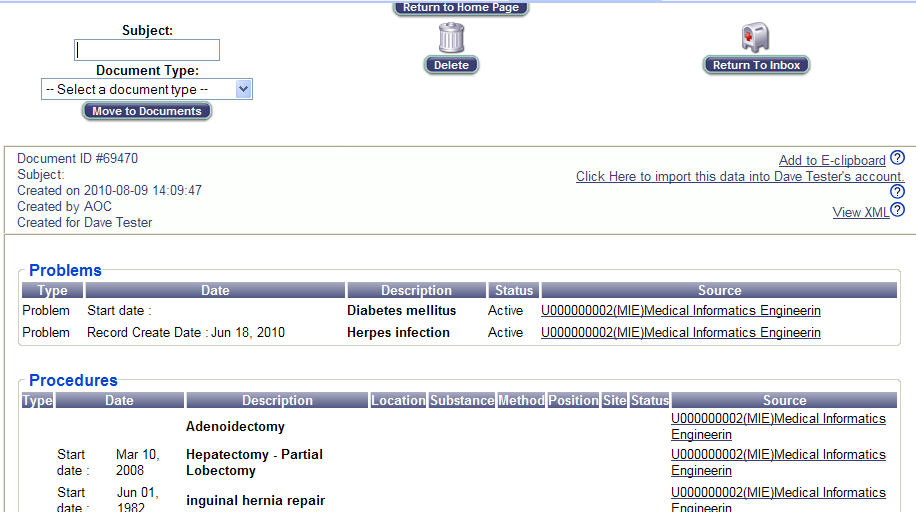 Return to Home Page
Subject:
Delete
Return To Inbox
Document Type:
-- Select a document type --
Move to Documents
Document ID #69470
Subject:
Created on 2010-08-09 14:09:47
Created by AOC
Created for Dave Tester
Add to E-clipboard ?
Click Here to import this data into Dave Tester's account.
?
View XML ?
Problems
Type Date Description Status Source
Problem Start date : Diabetes mellitus Active U000000002(MIE)Medical Informatics Engineerin
Problem Record Create Date : Jun 18, 2010 Herpes infection Active U000000002(MIE)Medical Informatics Engineerin
Procedures
Type Date Description Location Substance Method Position Site Status Source
Adenoidectomy U000000002(MIE)Medical Informatics
Engineerin
Start Mar 10, Hepatectomy - Partial U000000002(MIE)Medical Informatics
date : 2008 Lobectomy Engineerin
Start Jun 01, inguinal hernia repair U000000002(MIE)Medical Informatics
date : 1982 Engineerin